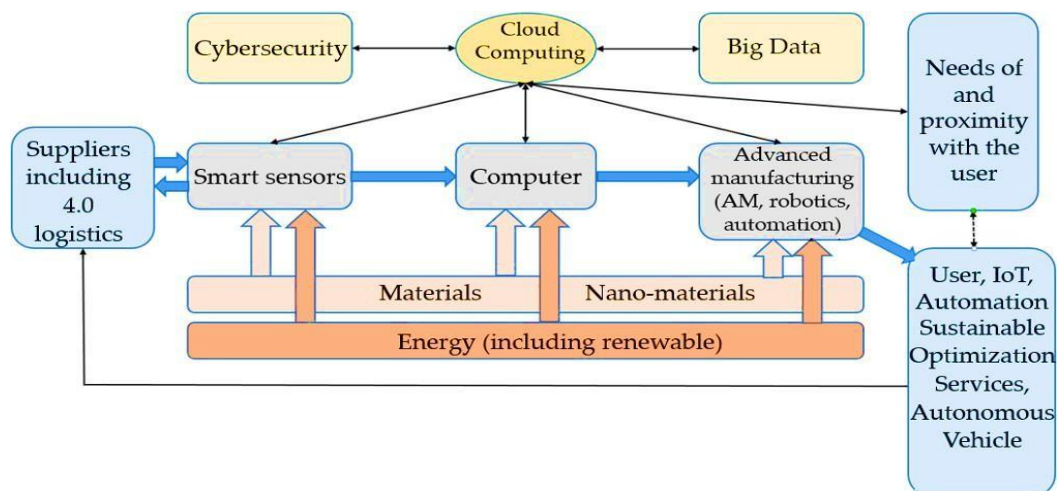 Cybersecurity
Cloud
Computing
Big Data
Needs of
and
proximity
with the
user
Suppliers
including
4.0
logistics
Smart sensors
Computer
Advanced
manufacturing
(AM, robotics,
automation)
Materials
Nano-materials
Energy (including renewable)
User, IoT,
Automation
Sustainable
Optimization
Services,
Autonomous
Vehicle